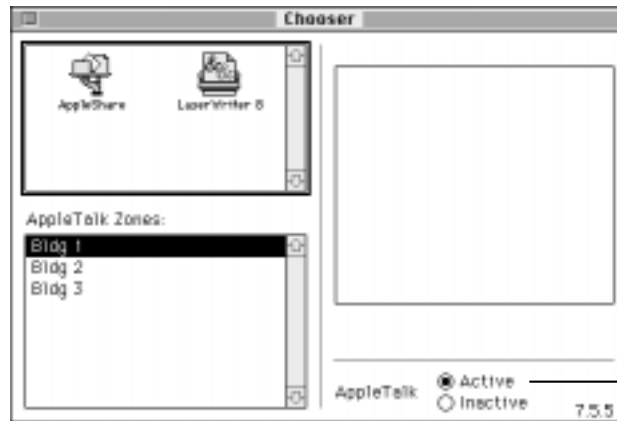 Chooser
AppleShare
LaserWriter 8
AppleTalk Zones:
Bldg 1
Bldg 2
Bldg 3
AppleTalk
Active
Inactive
7.5.5